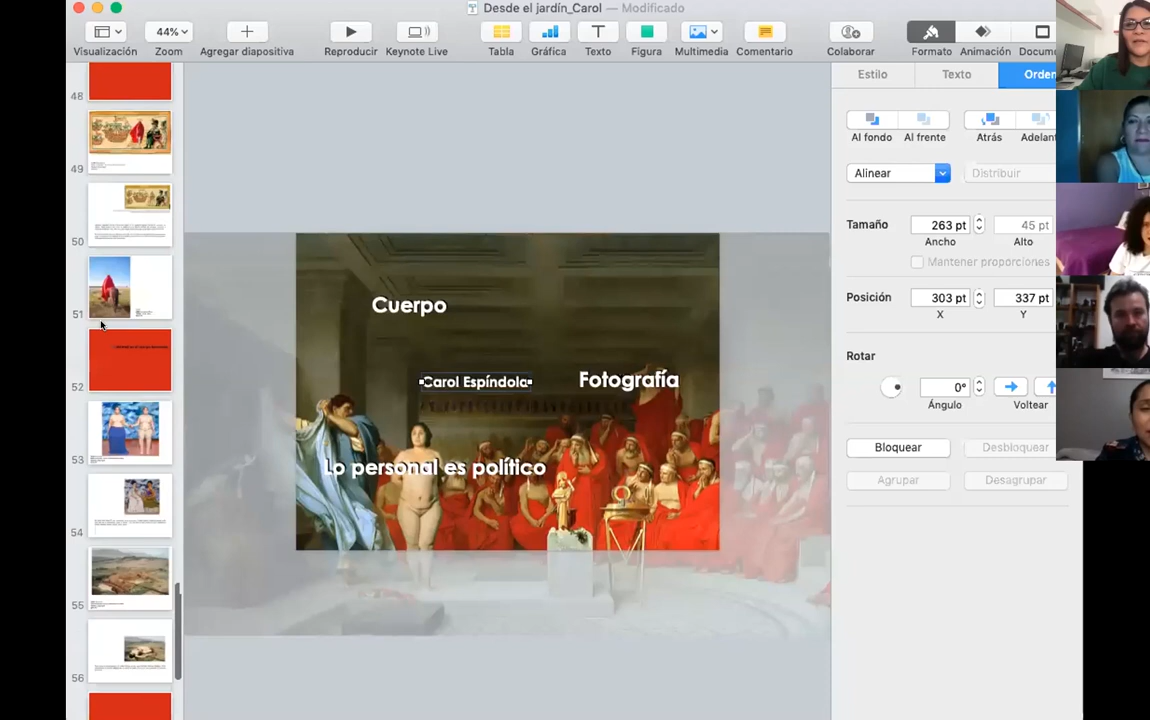 Desde el jardín_Carol — Modificado
44%
Visualización Zoom Agregar diapositiva Reproducir Keynote Live Tabla Gráfica Texto Figura Multimedia Comentario Colaborar Formato Animación Docum
Estilo Texto Orden
Al fondo Al frente Atrás Adelant
Alinear Distribuir
Tamaño 263 pt 45 pt
Ancho Alto
Mantener proporciones
Posición 303 pt 337 pt
X Y
Rotar
0°
Ángulo Voltear
Bloquear Desbloquear
Agrupar Desagrupar
Cuerpo
Carol Espíndola
Fotografía
Lo personal es político
48
49
50
51
52
53
54
55
56